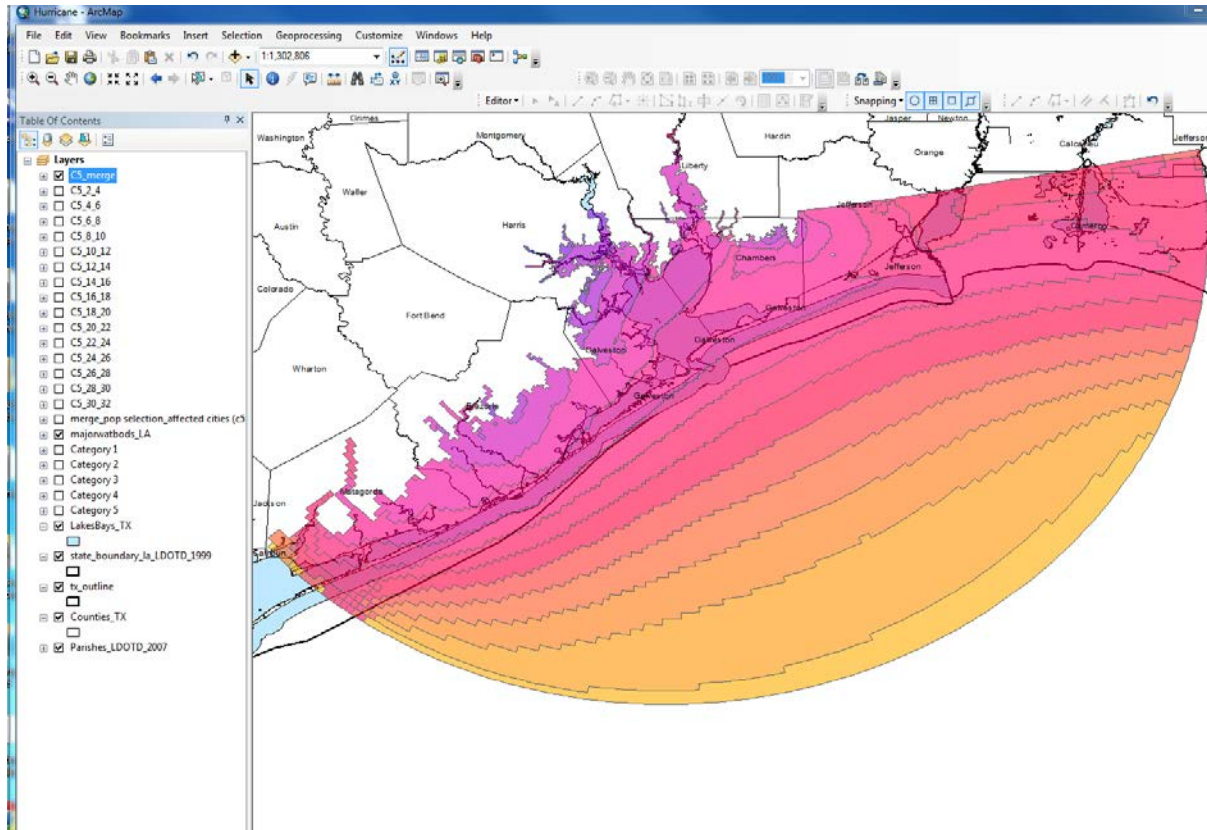 Hurricane - ArcMap
File Edit View Bookmarks Insert Selection Geoprocessing Customize Windows Help
1:1,302,806
Editor Snapping
Table Of Contents
Layers
C5_merge
C5_2_4
C5_4_6
C5_6_8
C5_8_10
C5_10_12
C5_12_14
C5_14_16
C5_16_18
C5_18_20
C5_20_22
C5_22_24
C5_24_26
C5_26_28
C5_28_30
C5_30_32
merge_pop selection_affected cities (c5
majorwatbods_LA
Category 1
Category 2
Category 3
Category 4
Category 5
LakesBays_TX
state_boundary_la_LDOTD_1999
tx_outline
Counties_TX
Parishes_LDOTD_2007
Grimes
Jasper Newton
Washington Montgomery Hardin Jefferson
Orange
Liberty
Waller
Harris
Jefferson
Austin
Cameron
Chambers
Jefferson
Colorado
Galveston
Fort Bend
Galveston
Galveston
Wharton
Galveston
Brazoria
Matagorda
Jackson